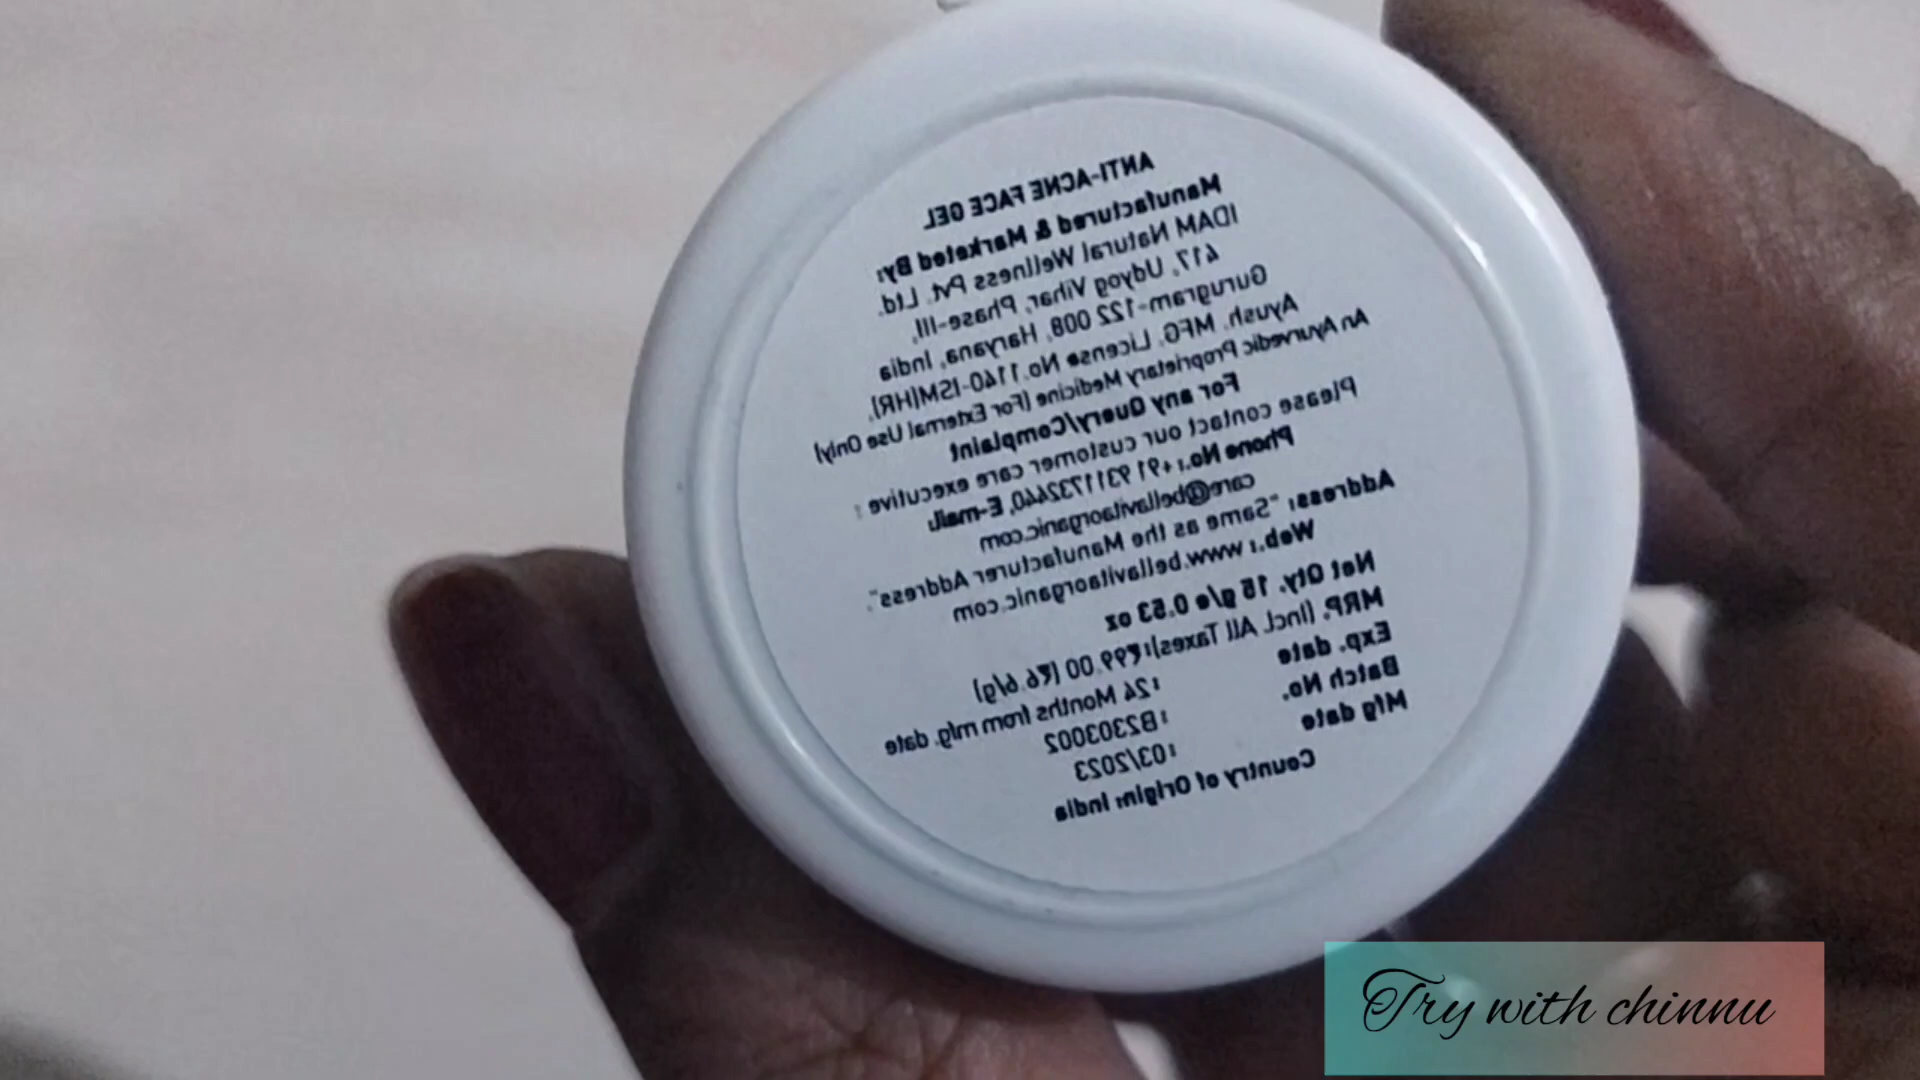 ANTI-ACNE FACE GEL
Manufactured & Marketed By:
IDAM Natural Wellness Pvt. Ltd.
417, Udyog Vihar, Phase-III,
Gurugram-122 008, Haryana, India
Ayush. MFG. License No.1140-ISM(HR),
An Ayurvedic Proprietary Medicine (For External Use Only)
For any Query/Complaint
Please contact our customer care executive :
Phone No.: +91 9311732440, E-mail:
care@bellavitaorganic.com
Address: "Same as the Manufacturer Address".
Web.: www.bellavitaorganic.com
Net Qty. 15 g/e 0.53 oz
MRP. (Incl. All Taxes):₹99.00 (₹6.6/g)
Exp. date :24 Months from mfg. date
Batch No. :B2303002
Mfg date :03/2023
Country of Origin: India
Try with chinnu